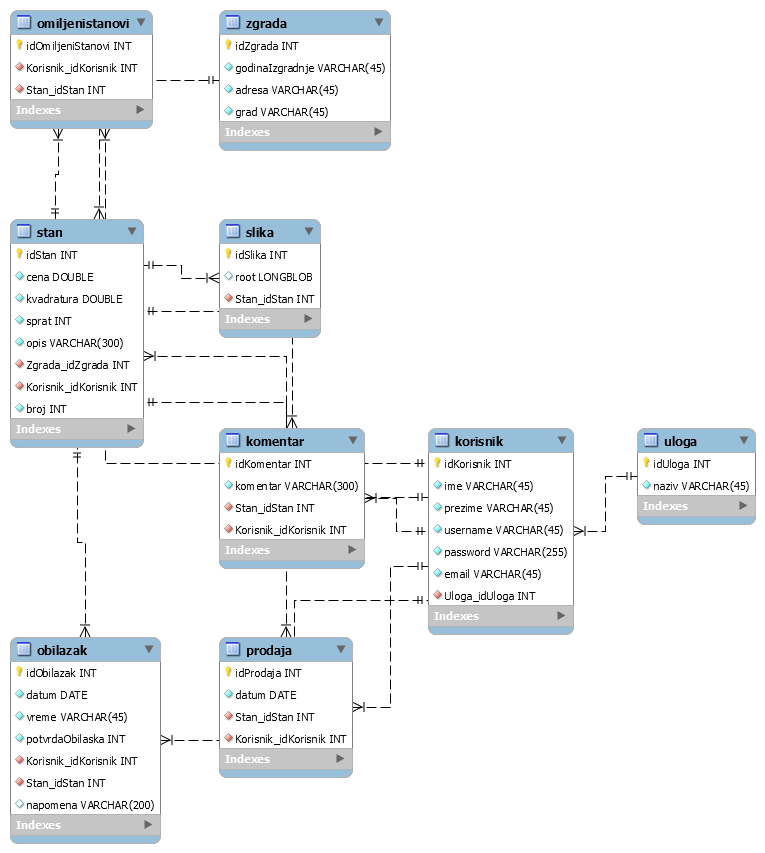 omiljenistanovi
idOmiljeniStanovi INT
Korisnik_idKorisnik INT
Stan_idStan INT
Indexes
zgrada
idZgrada INT
godinaIzgradnje VARCHAR(45)
adresa VARCHAR(45)
grad VARCHAR(45)
Indexes
stan
idStan INT
cena DOUBLE
kvadratura DOUBLE
sprat INT
opis VARCHAR(300)
Zgrada_idZgrada INT
Korisnik_idKorisnik INT
broj INT
Indexes
slika
idSlika INT
root LONGBLOB
Stan_idStan INT
Indexes
komentar
idKomentar INT
komentar VARCHAR(300)
Stan_idStan INT
Korisnik_idKorisnik INT
Indexes
korisnik
idKorisnik INT
ime VARCHAR(45)
prezime VARCHAR(45)
username VARCHAR(45)
password VARCHAR(255)
email VARCHAR(45)
Uloga_idUloga INT
Indexes
uloga
idUloga INT
naziv VARCHAR(45)
Indexes
obilazak
idObilazak INT
datum DATE
vreme VARCHAR(45)
potvrdaObilaska INT
Korisnik_idKorisnik INT
Stan_idStan INT
napomena VARCHAR(200)
Indexes
prodaja
idProdaja INT
datum DATE
Stan_idStan INT
Korisnik_idKorisnik INT
Indexes